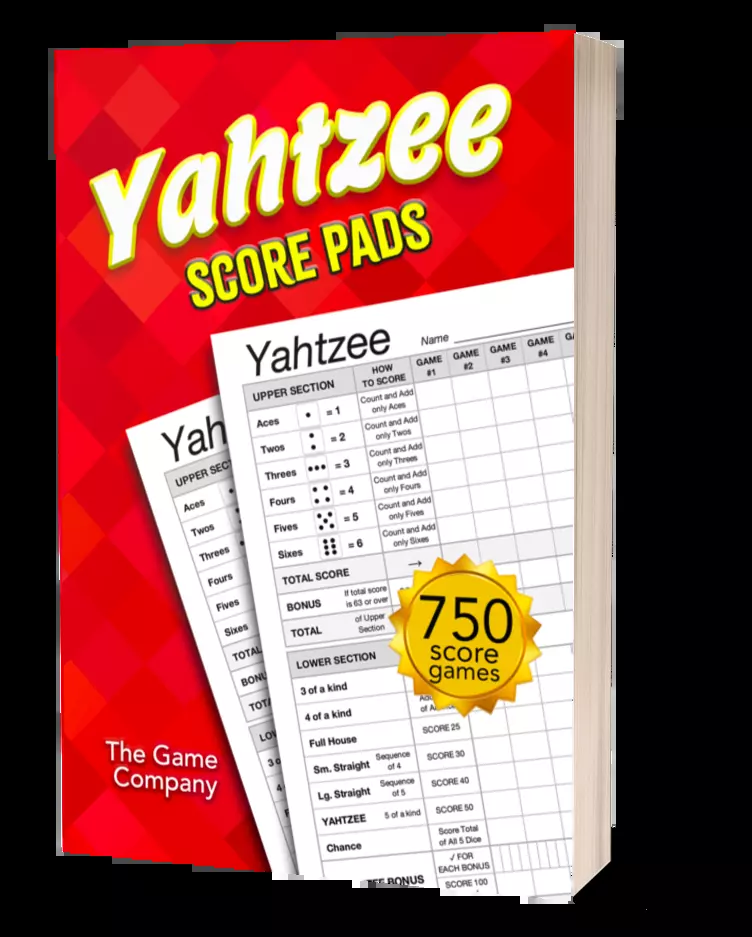 Yahtzee
SCORE PADS
Yahtzee
Name
UPPER SECTION HOW TO SCORE GAME #1 GAME #2 GAME #3 GAME #4
Aces = 1 Count and Add only Aces
Twos = 2 Count and Add only Twos
Threes = 3 Count and Add only Threes
Fours = 4 Count and Add only Fours
Fives = 5 Count and Add only Fives
Sixes = 6 Count and Add only Sixes
TOTAL SCORE →
BONUS If total score is 63 or over
TOTAL of Upper Section
LOWER SECTION
3 of a kind
4 of a kind
Full House SCORE 25
Sm. Straight Sequence of 4 SCORE 30
Lg. Straight Sequence of 5 SCORE 40
YAHTZEE 5 of a kind SCORE 50
Chance Score Total of All 5 Dice
BONUS ✓ FOR EACH BONUS
SCORE 100
750
score
games
Yah
UPPER SECT
Aces
Twos
Threes
Fours
Fives
Sixes
TOTAL
BONU
TOTA
LOW
The Game
Company